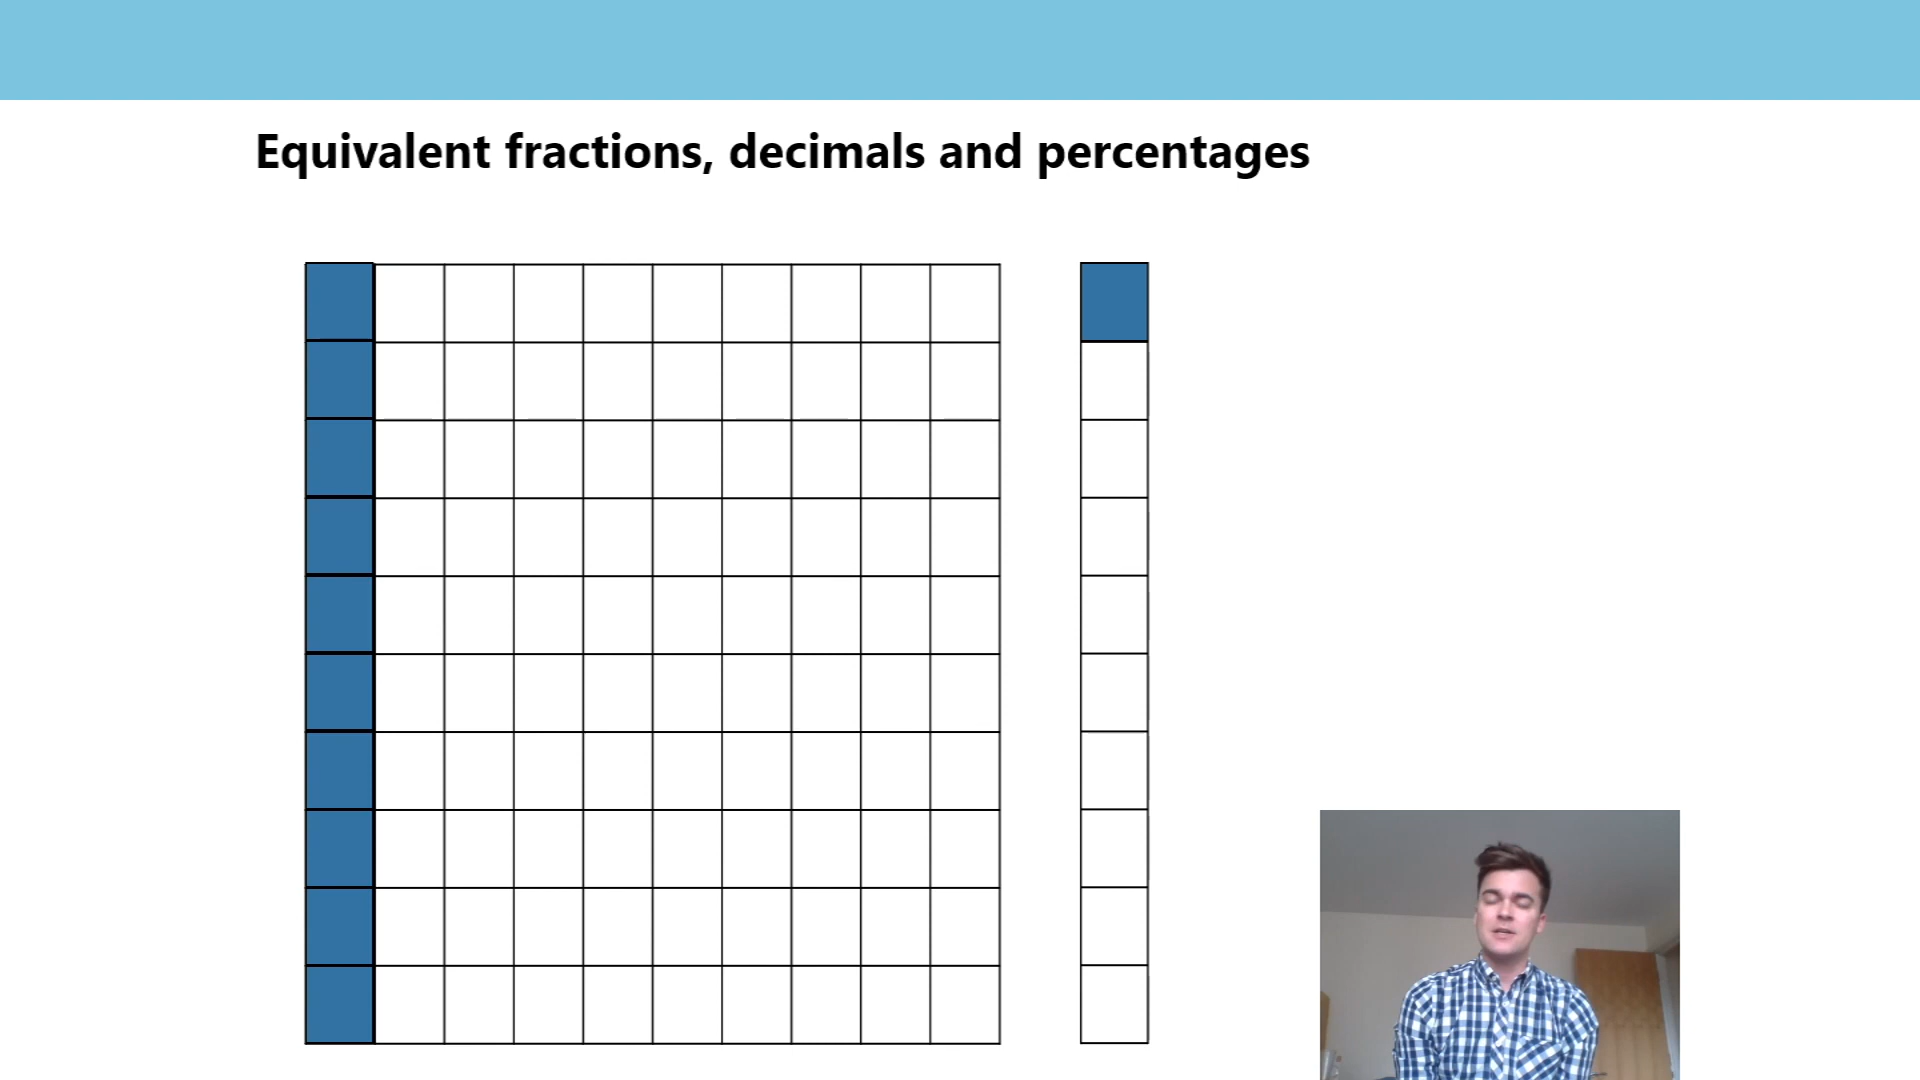 Equivalent fractions, decimals and percentages